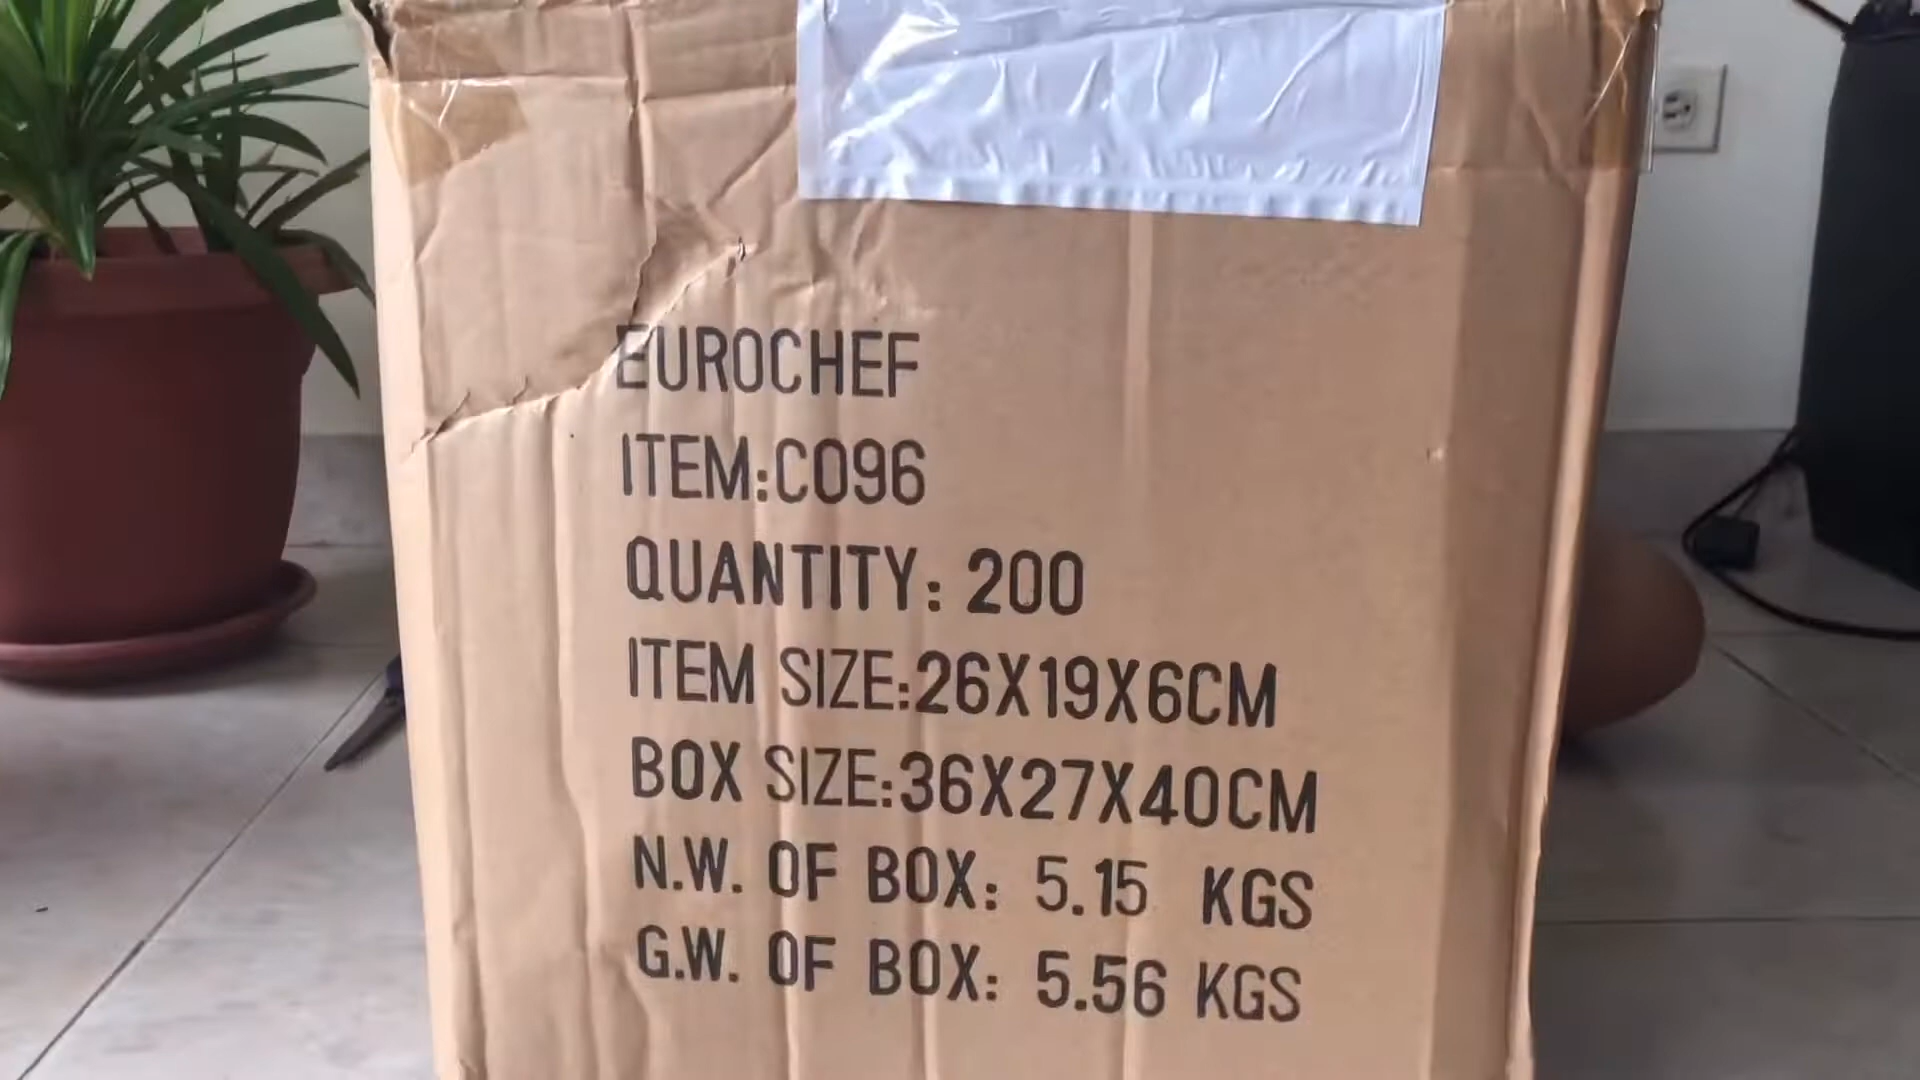 EUROCHEF
ITEM:C096
QUANTITY: 200
ITEM SIZE:26X19X6CM
BOX SIZE:36X27X40CM
N.W. OF BOX: 5.15 KGS
G.W. OF BOX: 5.56 KGS